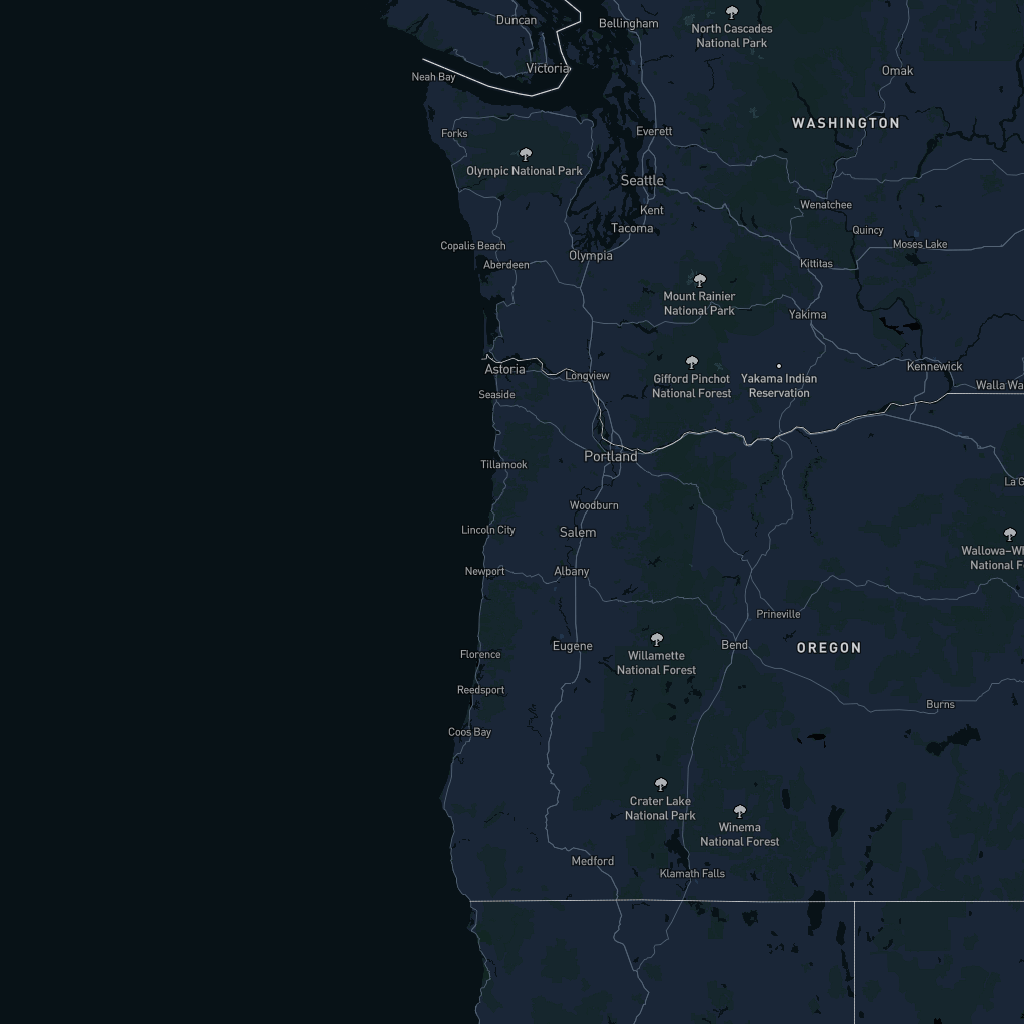 Duncan
Bellingham
North Cascades
National Park
Victoria
Neah Bay
Omak
WASHINGTON
Everett
Forks
Olympic National Park
Seattle
Wenatchee
Kent
Tacoma
Quincy
Copalis Beach
Moses Lake
Olympia
Aberdeen
Kittitas
Mount Rainier
National Park
Yakima
Astoria
Longview
Kennewick
Gifford Pinchot
National Forest
Yakama Indian
Reservation
Walla Wa
Seaside
Portland
Tillamook
La G
Woodburn
Lincoln City
Salem
Wallowa-Wh
National F
Newport
Albany
Prineville
Eugene
Bend
OREGON
Florence
Willamette
National Forest
Reedsport
Burns
Coos Bay
Crater Lake
National Park
Winema
National Forest
Medford
Klamath Falls